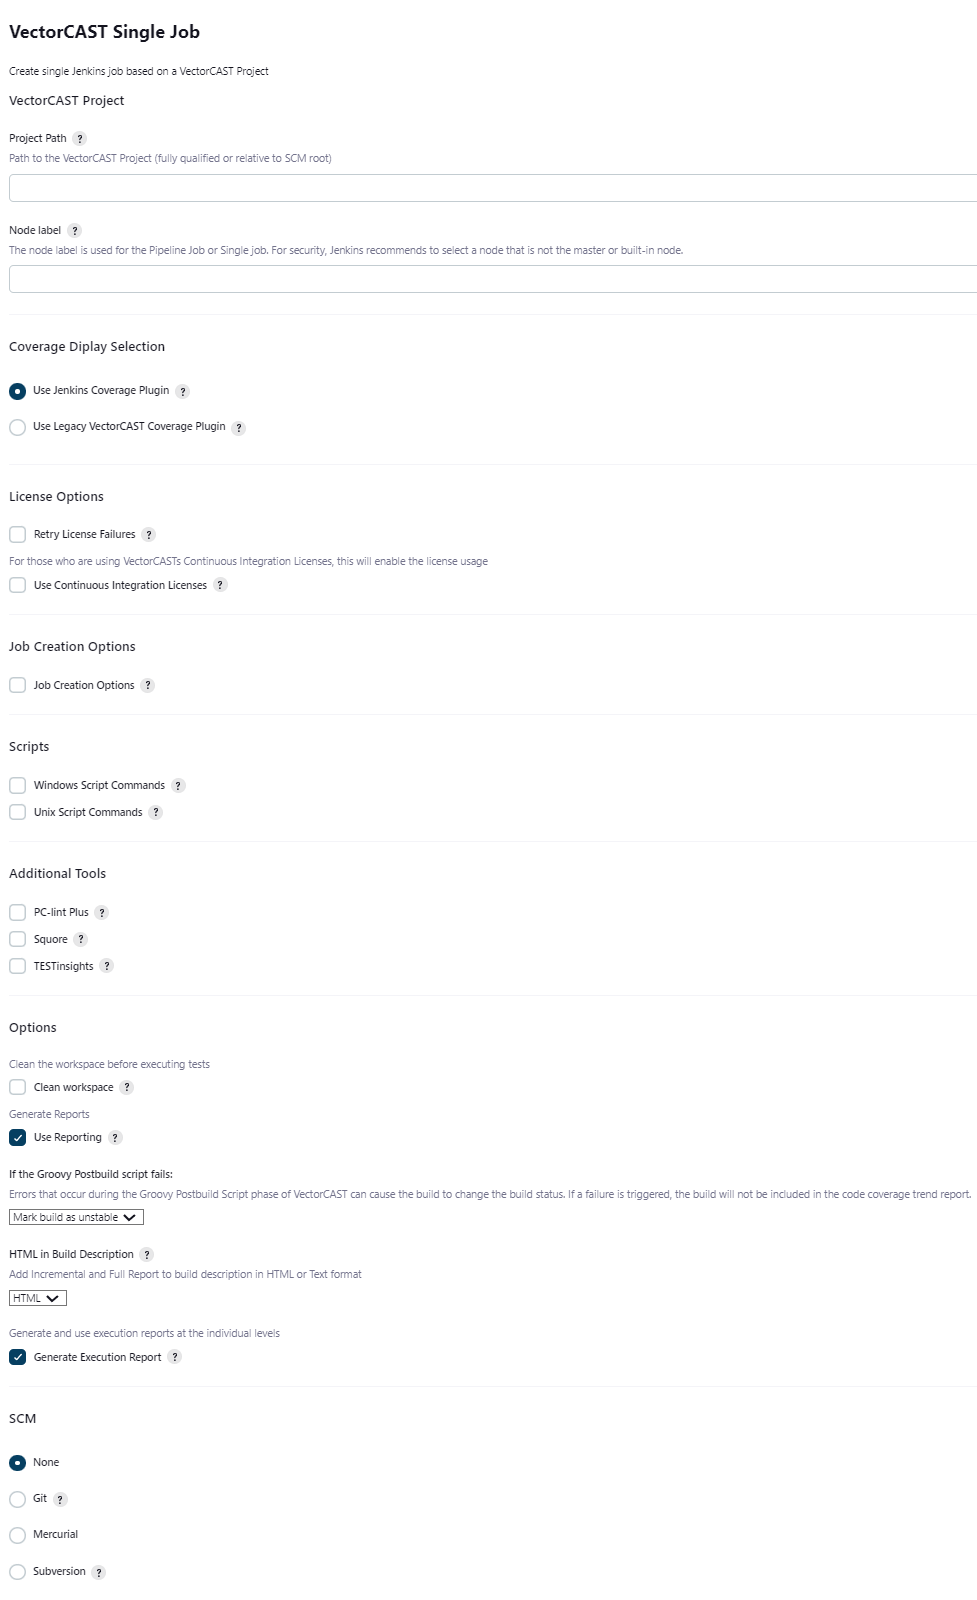 VectorCAST Single Job
Create single Jenkins job based on a VectorCAST Project
VectorCAST Project
Project Path ?
Path to the VectorCAST Project (fully qualified or relative to SCM root)
Node label ?
The node label is used for the Pipeline Job or Single job. For security, Jenkins recommends to select a node that is not the master or built-in node.
Coverage Diplay Selection
Use Jenkins Coverage Plugin ?
Use Legacy VectorCAST Coverage Plugin ?
License Options
Retry License Failures ?
For those who are using VectorCASTs Continuous Integration Licenses, this will enable the license usage
Use Continuous Integration Licenses ?
Job Creation Options
Job Creation Options ?
Scripts
Windows Script Commands ?
Unix Script Commands ?
Additional Tools
PC-lint Plus ?
Squore ?
TESTinsights ?
Options
Clean the workspace before executing tests
Clean workspace ?
Generate Reports
Use Reporting ?
If the Groovy Postbuild script fails:
Errors that occur during the Groovy Postbuild Script phase of VectorCAST can cause the build to change the build status. If a failure is triggered, the build will not be included in the code coverage trend report.
Mark build as unstable
HTML in Build Description ?
Add Incremental and Full Report to build description in HTML or Text format
HTML
Generate and use execution reports at the individual levels
Generate Execution Report ?
SCM
None
Git ?
Mercurial
Subversion ?